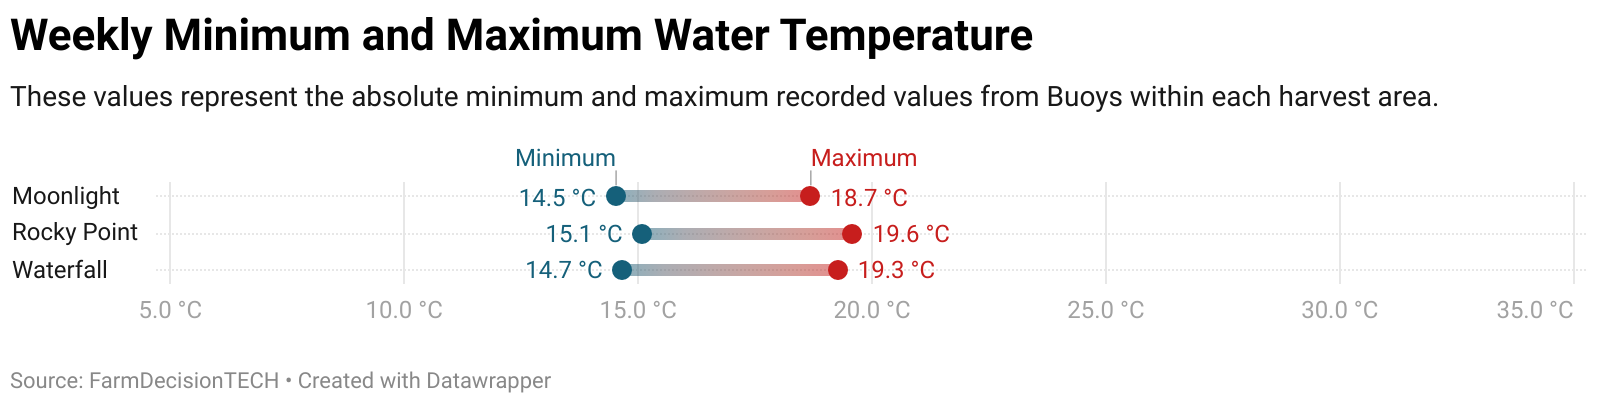 Weekly Minimum and Maximum Water Temperature
These values represent the absolute minimum and maximum recorded values from Buoys within each harvest area.
Minimum Maximum
Moonlight 14.5 °C 18.7 °C
Rocky Point 15.1 °C 19.6 °C
Waterfall 14.7 °C 19.3 °C
5.0 °C 10.0 °C 15.0 °C 20.0 °C 25.0 °C 30.0 °C 35.0 °C
Source: FarmDecisionTECH • Created with Datawrapper